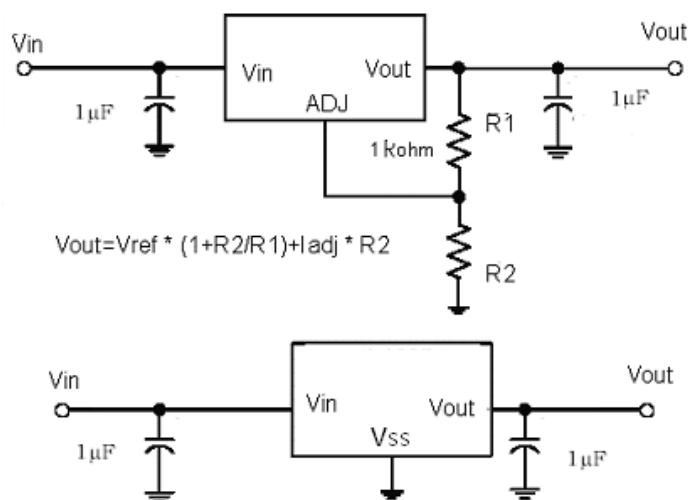 Vin
Vout
Vin
Vout
ADJ
1μF
1μF
R1
1kohm
Vout=Vref * (1+R2/R1)+Iadj * R2
R2
Vin
Vout
Vin
Vout
Vss
1μF
1μF